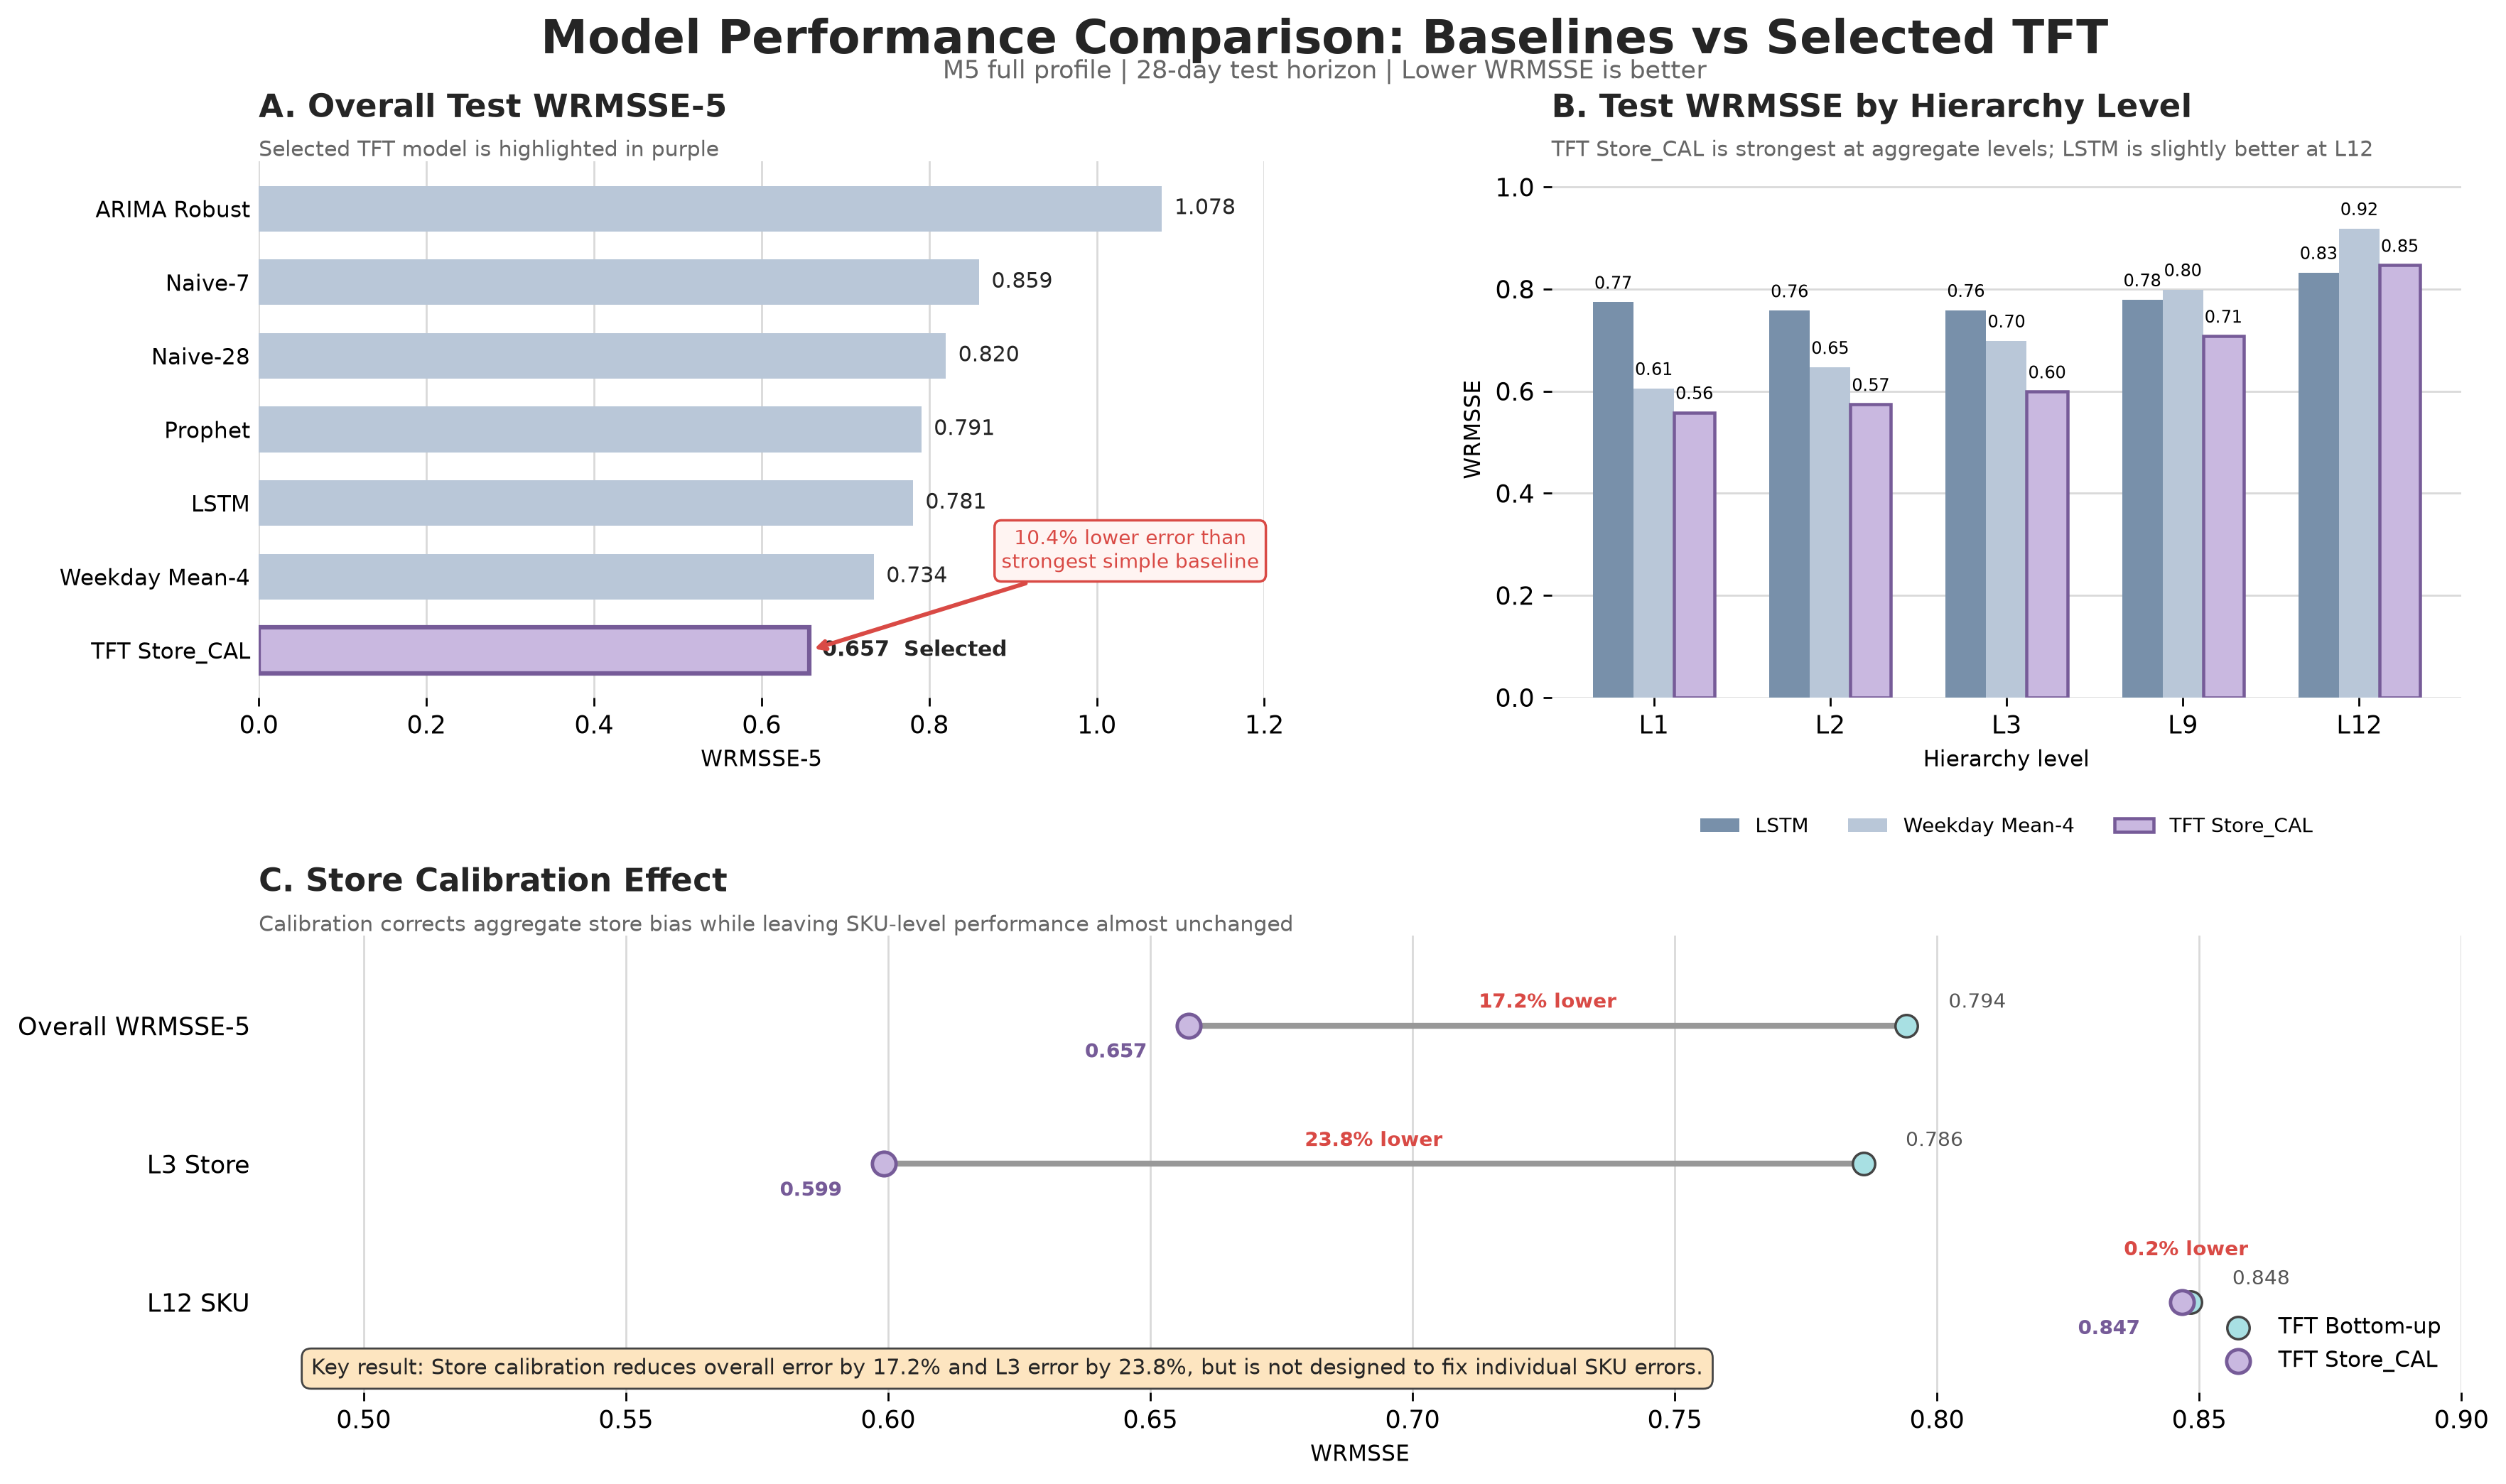 Model Performance Comparison: Baselines vs Selected TFT
M5 full profile | 28-day test horizon | Lower WRMSSE is better
A. Overall Test WRMSSE-5
Selected TFT model is highlighted in purple
ARIMA Robust
1.078
Naive-7
0.859
Naive-28
0.820
Prophet
0.791
LSTM
0.781
10.4% lower error than
strongest simple baseline
Weekday Mean-4
0.734
TFT Store_CAL
0.657 Selected
0.0 0.2 0.4 0.6 0.8 1.0 1.2
WRMSSE-5
B. Test WRMSSE by Hierarchy Level
TFT Store_CAL is strongest at aggregate levels; LSTM is slightly better at L12
WRMSSE
1.0
0.8
0.6
0.4
0.2
0.0
0.77 0.61 0.56
0.76 0.65 0.57
0.76 0.70 0.60
0.78 0.80 0.71
0.83 0.92 0.85
L1 L2 L3 L9 L12
Hierarchy level
LSTM Weekday Mean-4 TFT Store_CAL
C. Store Calibration Effect
Calibration corrects aggregate store bias while leaving SKU-level performance almost unchanged
Overall WRMSSE-5
17.2% lower
0.794
0.657
L3 Store
23.8% lower
0.786
0.599
L12 SKU
0.2% lower
0.848
0.847
TFT Bottom-up
TFT Store_CAL
Key result: Store calibration reduces overall error by 17.2% and L3 error by 23.8%, but is not designed to fix individual SKU errors.
0.50 0.55 0.60 0.65 0.70 0.75 0.80 0.85 0.90
WRMSSE